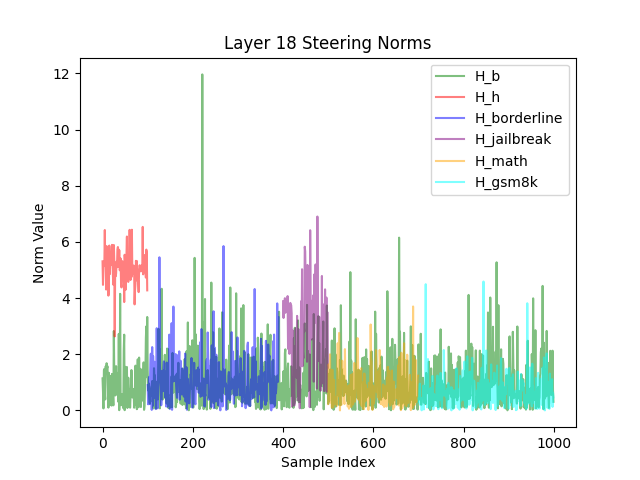 Layer 18 Steering Norms
12
10
8
6
4
2
0
Norm Value
H_b
H_h
H_borderline
H_jailbreak
H_math
H_gsm8k
0
200
400
600
800
1000
Sample Index